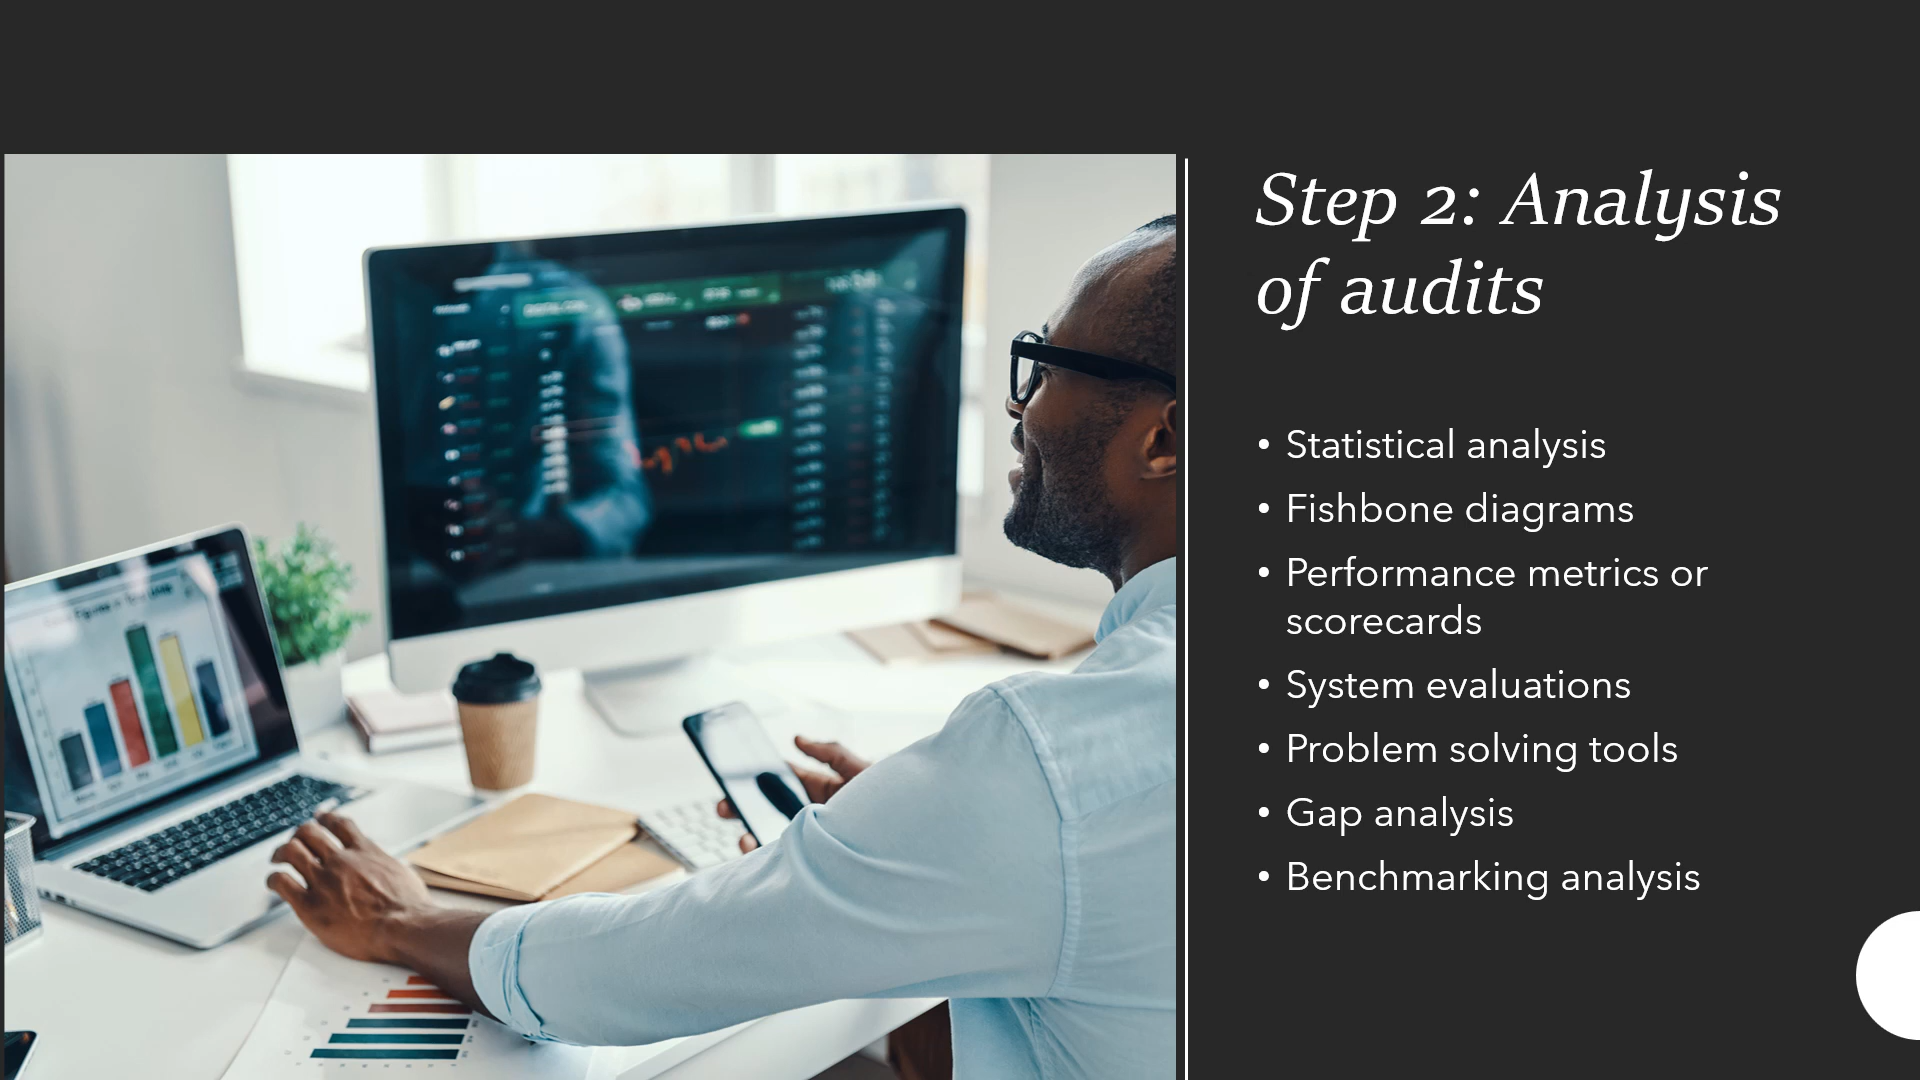 Step 2: Analysis
of audits
• Statistical analysis
• Fishbone diagrams
• Performance metrics or
scorecards
• System evaluations
• Problem solving tools
• Gap analysis
• Benchmarking analysis